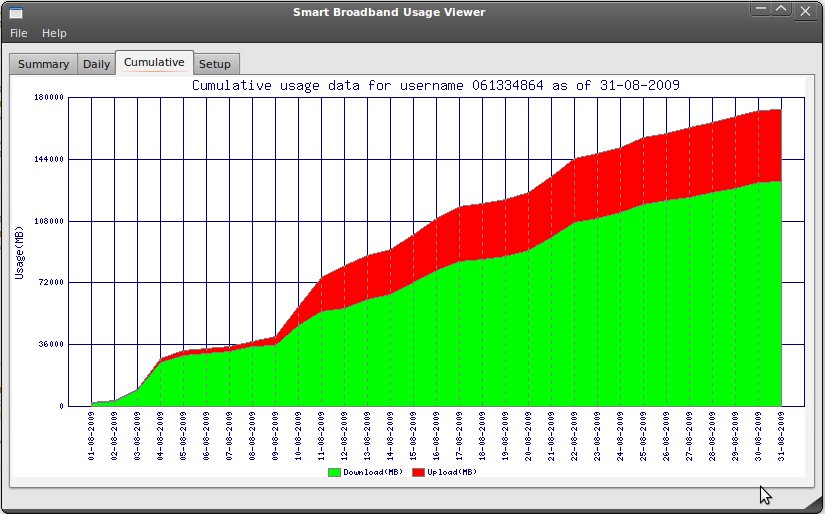 Smart Broadband Usage Viewer
File Help
Summary Daily Cumulative Setup
Cumulative usage data for username 061334864 as of 31-08-2009
180000
144000
108000
72000
36000
0
Usage(MB)
01-08-2009 02-08-2009 03-08-2009 04-08-2009 05-08-2009 06-08-2009 07-08-2009 08-08-2009 09-08-2009 10-08-2009 11-08-2009 12-08-2009 13-08-2009 14-08-2009 15-08-2009 16-08-2009 17-08-2009 18-08-2009 19-08-2009 20-08-2009 21-08-2009 22-08-2009 23-08-2009 24-08-2009 25-08-2009 26-08-2009 27-08-2009 28-08-2009 29-08-2009 30-08-2009 31-08-2009
Download(MB) Upload(MB)